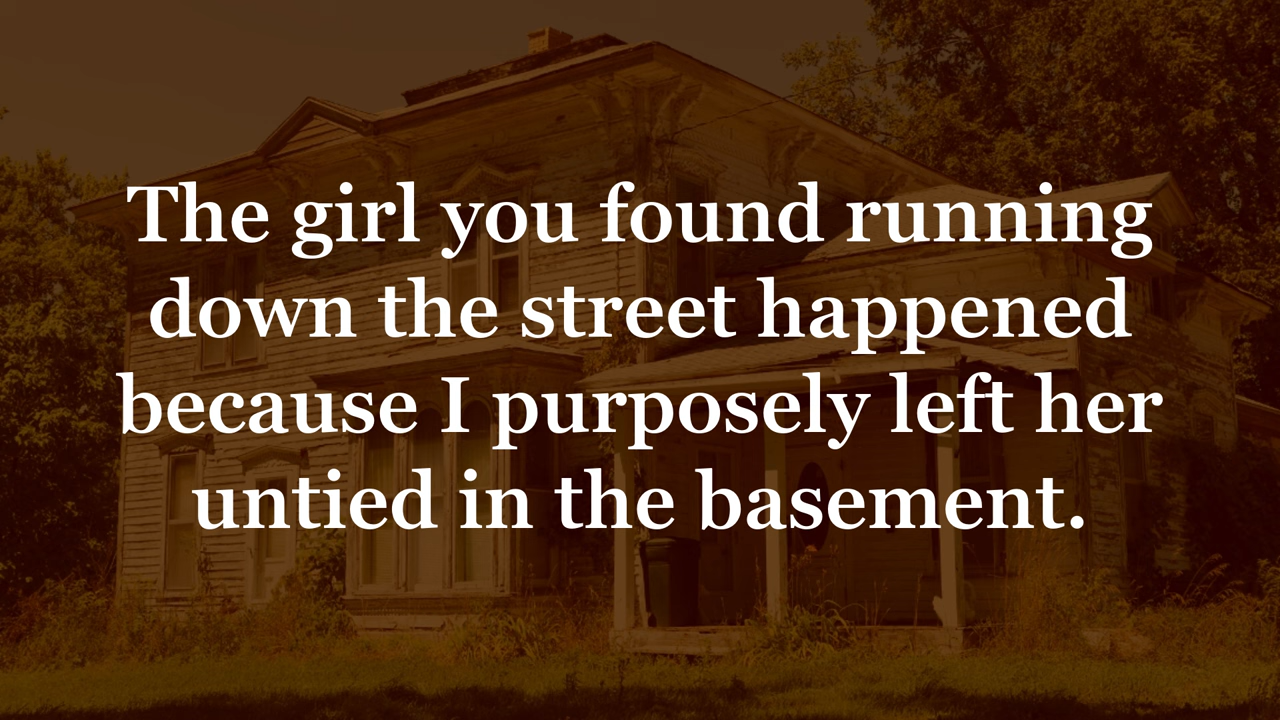 The girl you found running
down the street happened
because I purposely left her
untied in the basement.